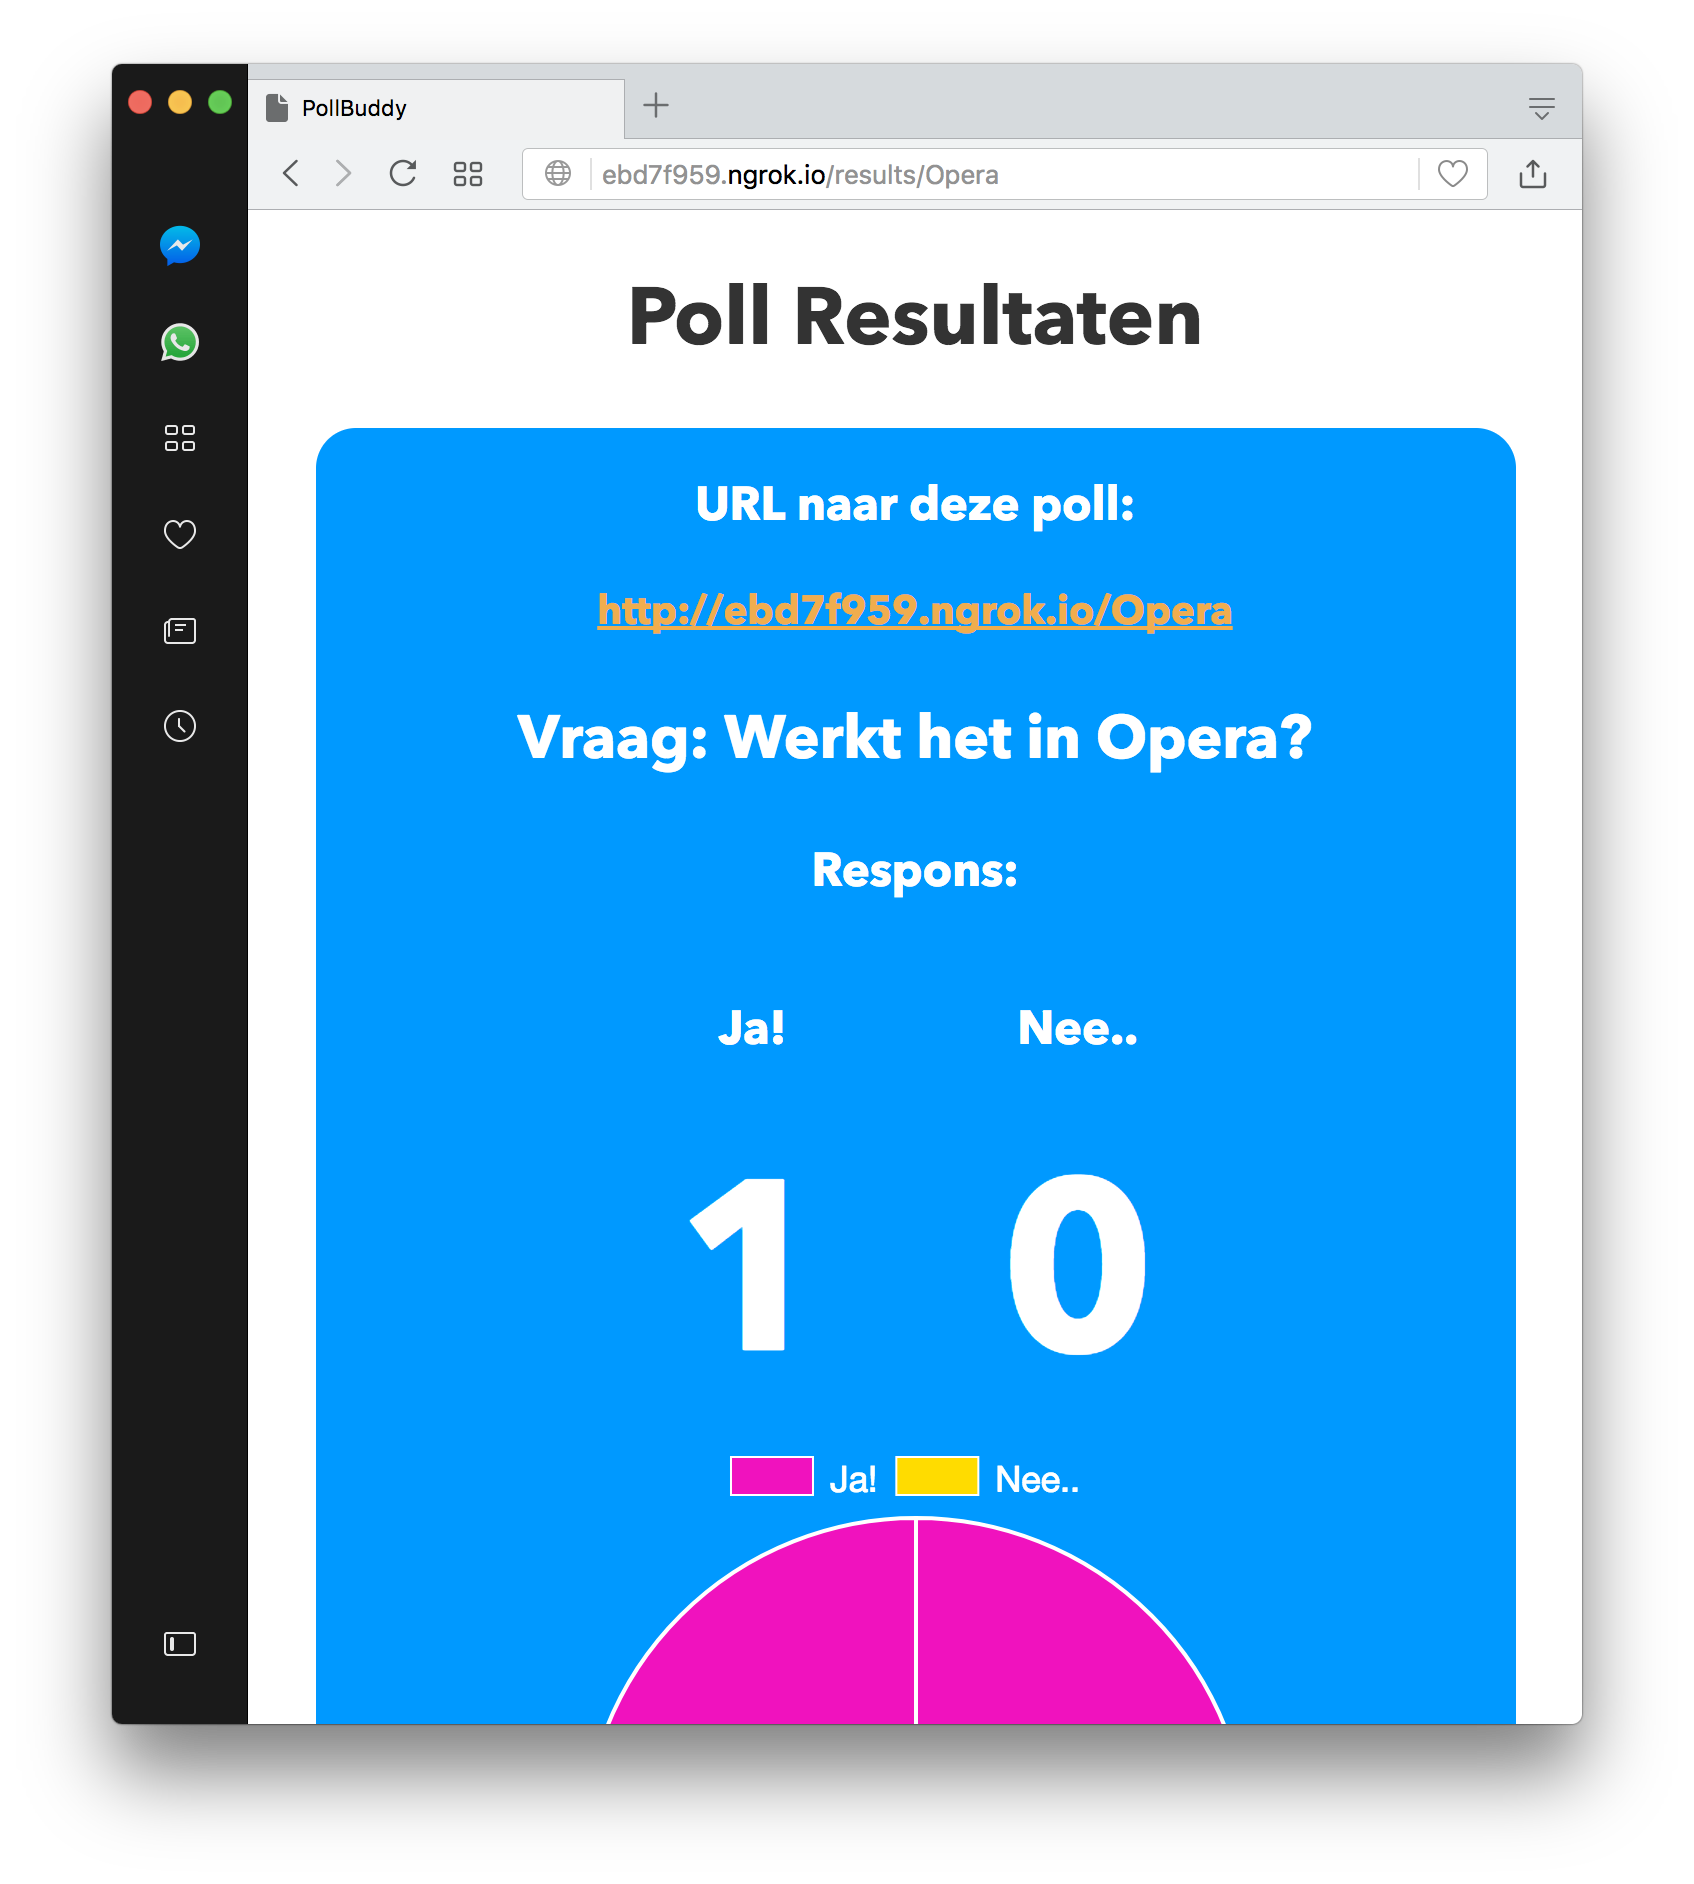 PollBuddy
ebd7f959.ngrok.io/results/Opera
Poll Resultaten
URL naar deze poll:
http://ebd7f959.ngrok.io/Opera
Vraag: Werkt het in Opera?
Respons:
Ja! Nee..
1 0
Ja! Nee..